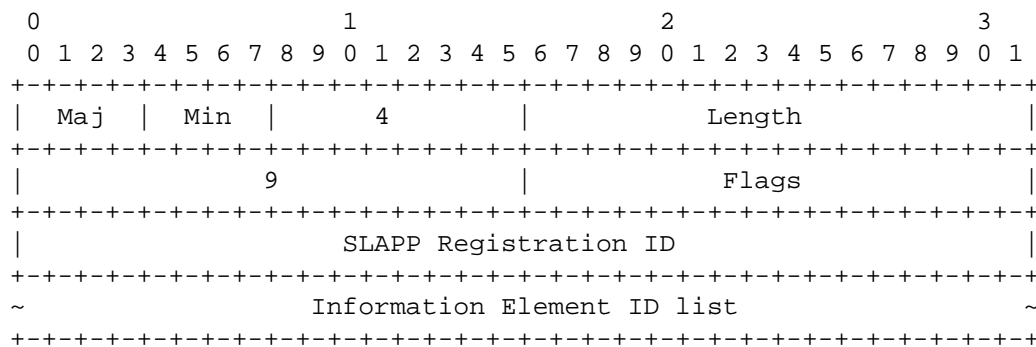 0                   1                   2                   3
 0 1 2 3 4 5 6 7 8 9 0 1 2 3 4 5 6 7 8 9 0 1 2 3 4 5 6 7 8 9 0 1
+-+-+-+-+-+-+-+-+-+-+-+-+-+-+-+-+-+-+-+-+-+-+-+-+-+-+-+-+-+-+-+-+
|  Maj  |  Min  |      4        |           Length              |
+-+-+-+-+-+-+-+-+-+-+-+-+-+-+-+-+-+-+-+-+-+-+-+-+-+-+-+-+-+-+-+-+
|               9               |            Flags              |
+-+-+-+-+-+-+-+-+-+-+-+-+-+-+-+-+-+-+-+-+-+-+-+-+-+-+-+-+-+-+-+-+
|                    SLAPP Registration ID                      |
+-+-+-+-+-+-+-+-+-+-+-+-+-+-+-+-+-+-+-+-+-+-+-+-+-+-+-+-+-+-+-+-+
~                  Information Element ID list                  ~
+-+-+-+-+-+-+-+-+-+-+-+-+-+-+-+-+-+-+-+-+-+-+-+-+-+-+-+-+-+-+-+-+